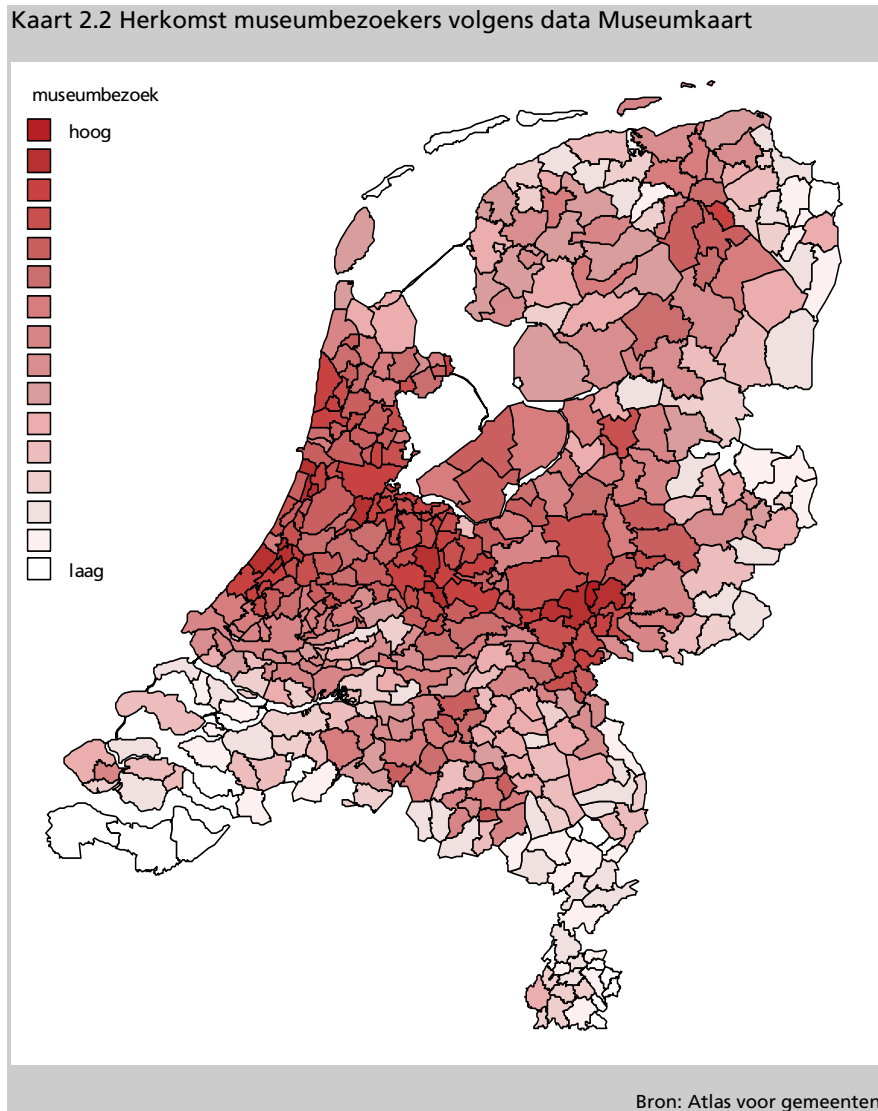 Kaart 2.2 Herkomst museumbezoekers volgens data Museumkaart
museumbezoek
hoog
laag
Bron: Atlas voor gemeenten